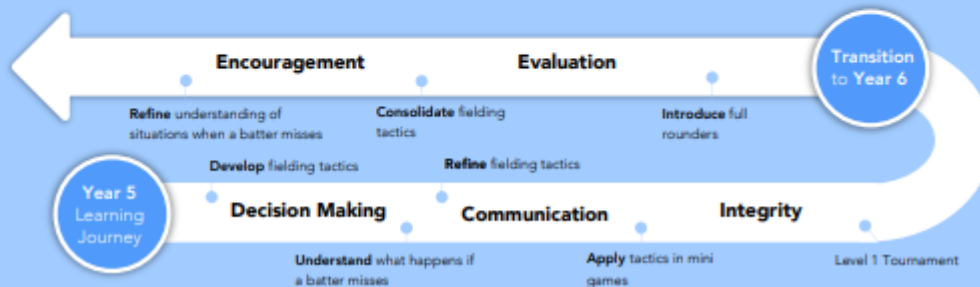 Encouragement
Evaluation
Transition
to Year 6
Refine understanding of
situations when a batter misses
Consolidate fielding
tactics
Introduce full
rounders
Develop fielding tactics
Refine fielding tactics
Year 5
Learning
Journey
Decision Making
Communication
Integrity
Understand what happens if
a batter misses
Apply tactics in mini
games
Level 1 Tournament